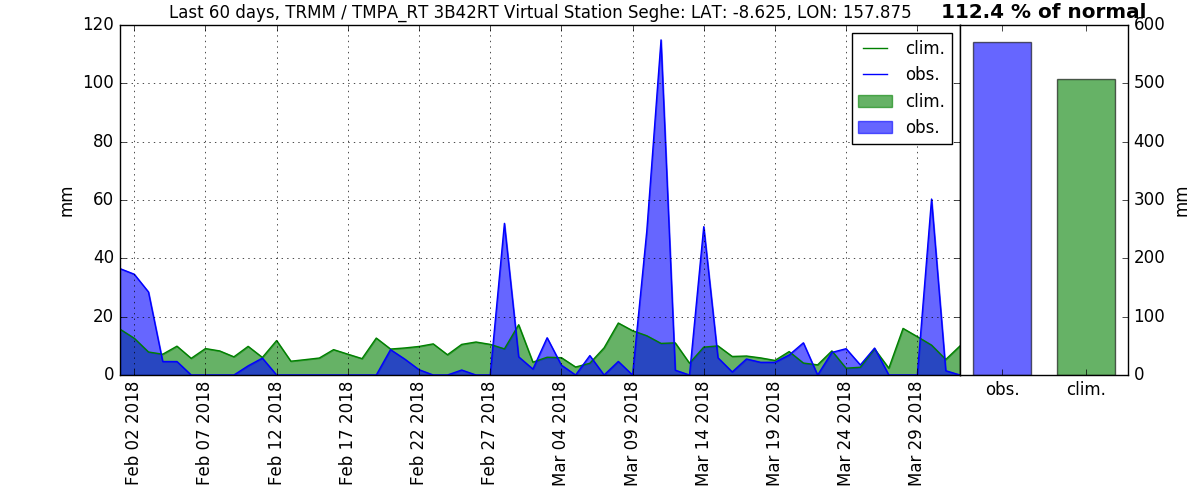 Last 60 days, TRMM / TMPA_RT 3B42RT Virtual Station Seghe: LAT: -8.625, LON: 157.875
112.4 % of normal
120
100
80
60
40
20
0
mm
clim.
obs.
clim.
obs.
600
500
400
300
200
100
0
mm
obs.
clim.
Feb 02 2018
Feb 07 2018
Feb 12 2018
Feb 17 2018
Feb 22 2018
Feb 27 2018
Mar 04 2018
Mar 09 2018
Mar 14 2018
Mar 19 2018
Mar 24 2018
Mar 29 2018